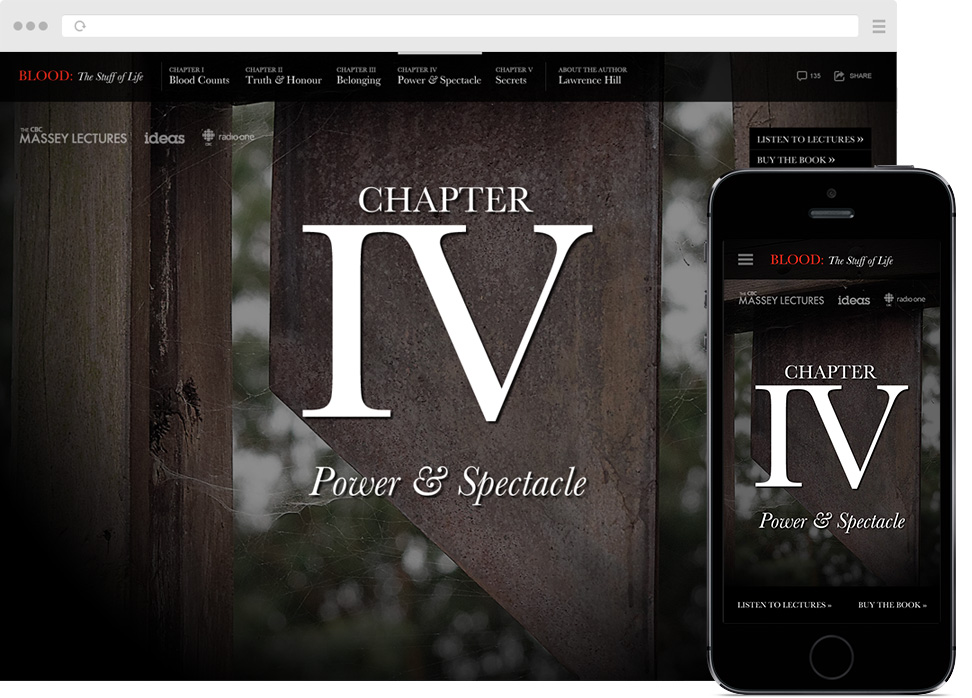 BLOOD: The Stuff of Life
CHAPTER I
Blood Counts
CHAPTER II
Truth & Honour
CHAPTER III
Belonging
CHAPTER IV
Power & Spectacle
CHAPTER V
Secrets
ABOUT THE AUTHOR
Lawrence Hill
135
SHARE
THE CBC
MASSEY LECTURES
ideas
CBC
radio one
LISTEN TO LECTURES »
BUY THE BOOK »
CHAPTER
IV
Power & Spectacle
BLOOD: The Stuff of Life
THE CBC
MASSEY LECTURES
ideas
CBC
radio one
CHAPTER
IV
Power & Spectacle
LISTEN TO LECTURES »
BUY THE BOOK »